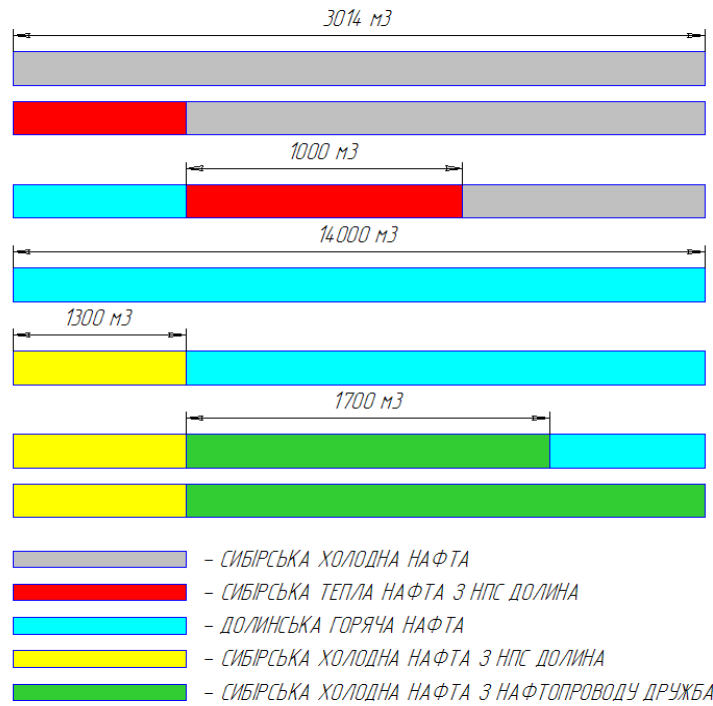 3014 м3
1000 м3
14000 м3
1300 м3
1700 м3
- СИБІРСЬКА ХОЛОДНА НАФТА
- СИБІРСЬКА ТЕПЛА НАФТА З НПС ДОЛИНА
- ДОЛИНСЬКА ГОРЯЧА НАФТА
- СИБІРСЬКА ХОЛОДНА НАФТА З НПС ДОЛИНА
- СИБІРСЬКА ХОЛОДНА НАФТА З НАФТОПРОВОДУ ДРУЖБА